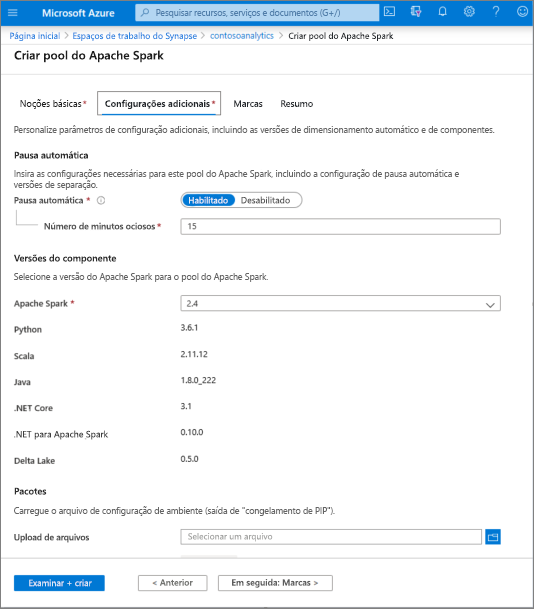 Microsoft Azure
Pesquisar recursos, serviços e documentos (G+/)
Página inicial > Espaços de trabalho do Synapse > contosoanalytics > Criar pool do Apache Spark
Criar pool do Apache Spark
Noções básicas* Configurações adicionais* Marcas Resumo
Personalize parâmetros de configuração adicionais, incluindo as versões de dimensionamento automático e de componentes.
Pausa automática
Insira as configurações necessárias para este pool do Apache Spark, incluindo a configuração de pausa automática e
versões de separação.
Pausa automática * Habilitado Desabilitado
Número de minutos ociosos * 15
Versões do componente
Selecione a versão do Apache Spark para o pool do Apache Spark.
Apache Spark * 2.4
Python 3.6.1
Scala 2.11.12
Java 1.8.0_222
.NET Core 3.1
.NET para Apache Spark 0.10.0
Delta Lake 0.5.0
Pacotes
Carregue o arquivo de configuração de ambiente (saída de "congelamento de PIP").
Upload de arquivos Selecionar um arquivo
Examinar + criar < Anterior Em seguida: Marcas >